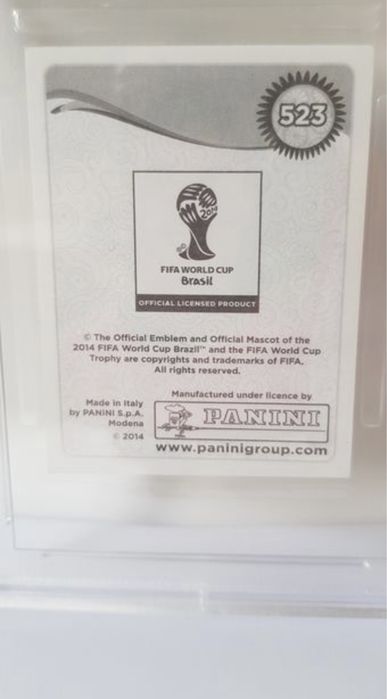 523
2014
FIFA WORLD CUP
Brasil
OFFICIAL LICENSED PRODUCT
© The Official Emblem and Official Mascot of the
2014 FIFA World Cup Brazil™ and the FIFA World Cup
Trophy are copyrights and trademarks of FIFA.
All rights reserved.
Manufactured under licence by
Made in Italy
by PANINI S.p.A.
Modena
© 2014
PANINI
www.paninigroup.com